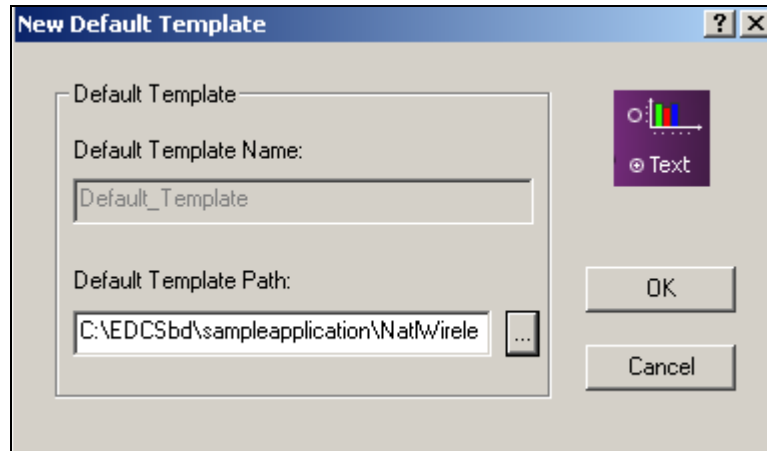 New Default Template
Default Template
Default Template Name:
Text
Default_Template
Default Template Path:
OK
C:\EDCSbd\sampleapplication\NatlWirele
...
Cancel